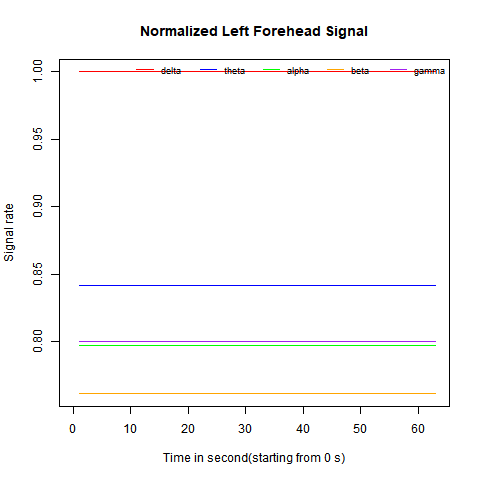 Normalized Left Forehead Signal
delta theta alpha beta gamma
1.00
0.95
0.90
0.85
0.80
Signal rate
0 10 20 30 40 50 60
Time in second(starting from 0 s)